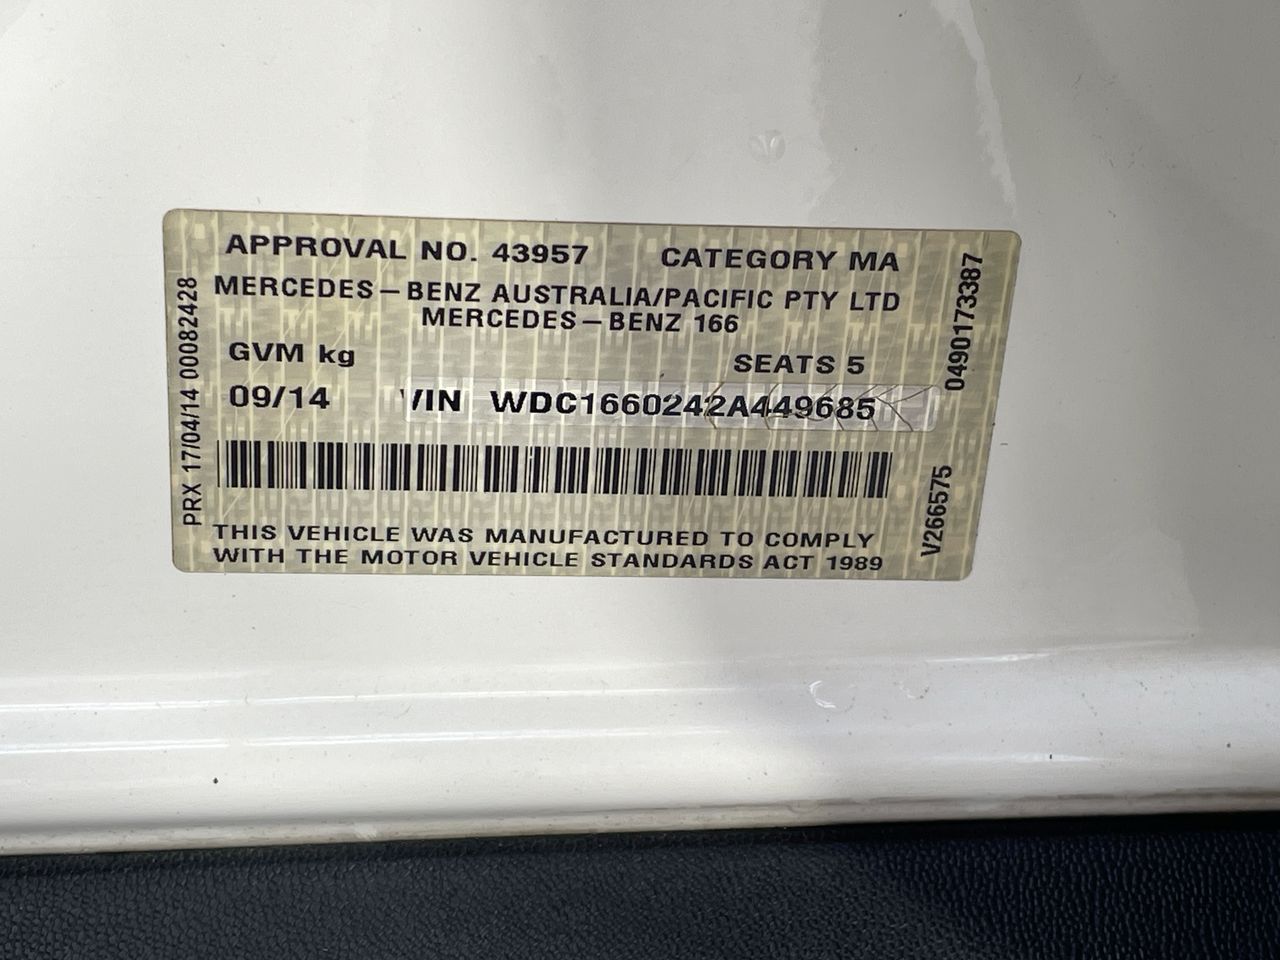 APPROVAL NO. 43957 CATEGORY MA
MERCEDES-BENZ AUSTRALIA/PACIFIC PTY LTD
MERCEDES-BENZ 166
GVM kg SEATS 5
09/14 VIN WDC1660242A449685
THIS VEHICLE WAS MANUFACTURED TO COMPLY
WITH THE MOTOR VEHICLE STANDARDS ACT 1989
PRX 17/04/14 00082428
0490173387
V266575